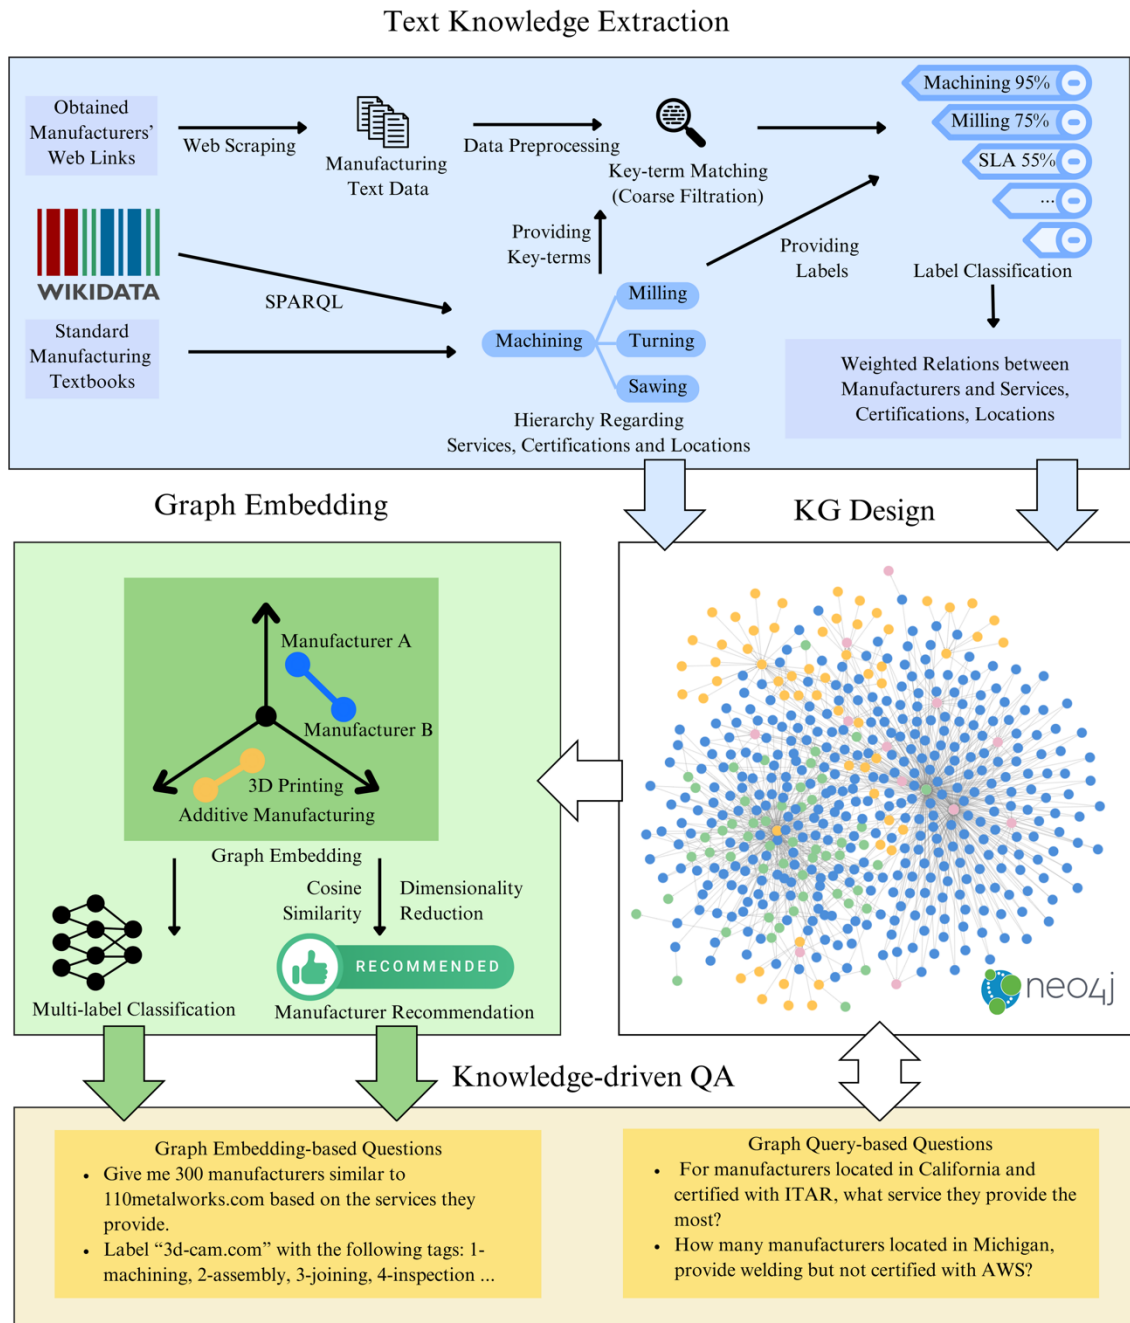 Text Knowledge Extraction
Obtained
Manufacturers’
Web Links
Web Scraping
Manufacturing
Text Data
Data Preprocessing
Key-term Matching
(Coarse Filtration)
Machining 95%
Milling 75%
SLA 55%
...
Label Classification
WIKIDATA
SPARQL
Standard
Manufacturing
Textbooks
Providing
Key-terms
Providing
Labels
Machining
Milling
Turning
Sawing
Hierarchy Regarding
Services, Certifications and Locations
Weighted Relations between
Manufacturers and Services,
Certifications, Locations
Graph Embedding
Manufacturer A
Manufacturer B
3D Printing
Additive Manufacturing
Graph Embedding
Cosine
Similarity
Dimensionality
Reduction
RECOMMENDED
Multi-label Classification
Manufacturer Recommendation
KG Design
neo4j
Knowledge-driven QA
Graph Embedding-based Questions
• Give me 300 manufacturers similar to
110metalworks.com based on the services they
provide.
• Label “3d-cam.com” with the following tags: 1-
machining, 2-assembly, 3-joining, 4-inspection ...
Graph Query-based Questions
• For manufacturers located in California and
certified with ITAR, what service they provide the
most?
• How many manufacturers located in Michigan,
provide welding but not certified with AWS?